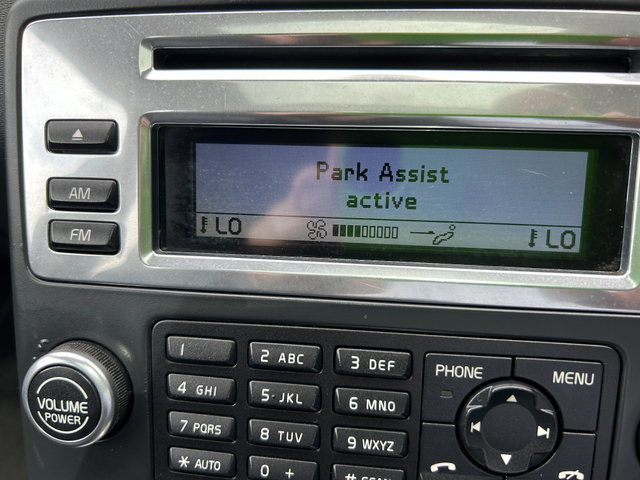 AM
FM
Park Assist
active
LO
LO
VOLUME
POWER
1
2 ABC
3 DEF
4 GHI
5 JKL
6 MNO
7 PQRS
8 TUV
9 WXYZ
* AUTO
0 +
# SCAN
PHONE
MENU